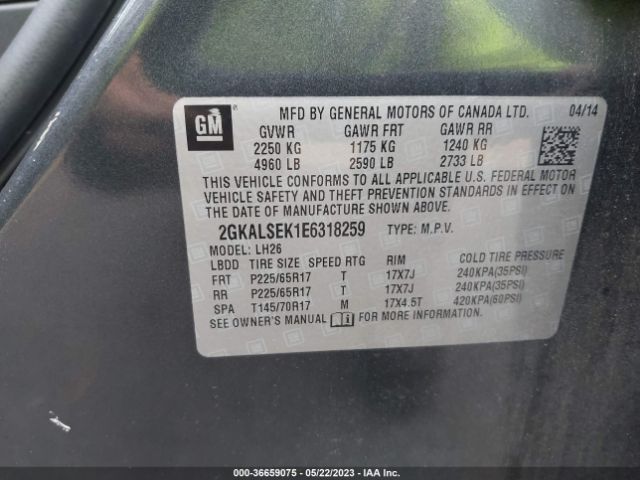 GM
MFD BY GENERAL MOTORS OF CANADA LTD. 04/14
GVWR GAWR FRT GAWR RR
2250 KG 1175 KG 1240 KG
4960 LB 2590 LB 2733 LB
THIS VEHICLE CONFORMS TO ALL APPLICABLE U.S. FEDERAL MOTOR
VEHICLE SAFETY AND THEFT PREVENTION STANDARDS IN EFFECT ON
THE DATE OF MANUFACTURE SHOWN ABOVE.
2GKALSEK1E6318259 TYPE: M.P.V.
MODEL: LH26
LBDD TIRE SIZE SPEED RTG RIM COLD TIRE PRESSURE
FRT P225/65R17 T 17X7J 240KPA(35PSI)
RR P225/65R17 T 17X7J 240KPA(35PSI)
SPA T145/70R17 M 17X4.5T 420KPA(60PSI)
SEE OWNER'S MANUAL FOR MORE INFORMATION.
000-36659075 - 05/22/2023 - IAA Inc.